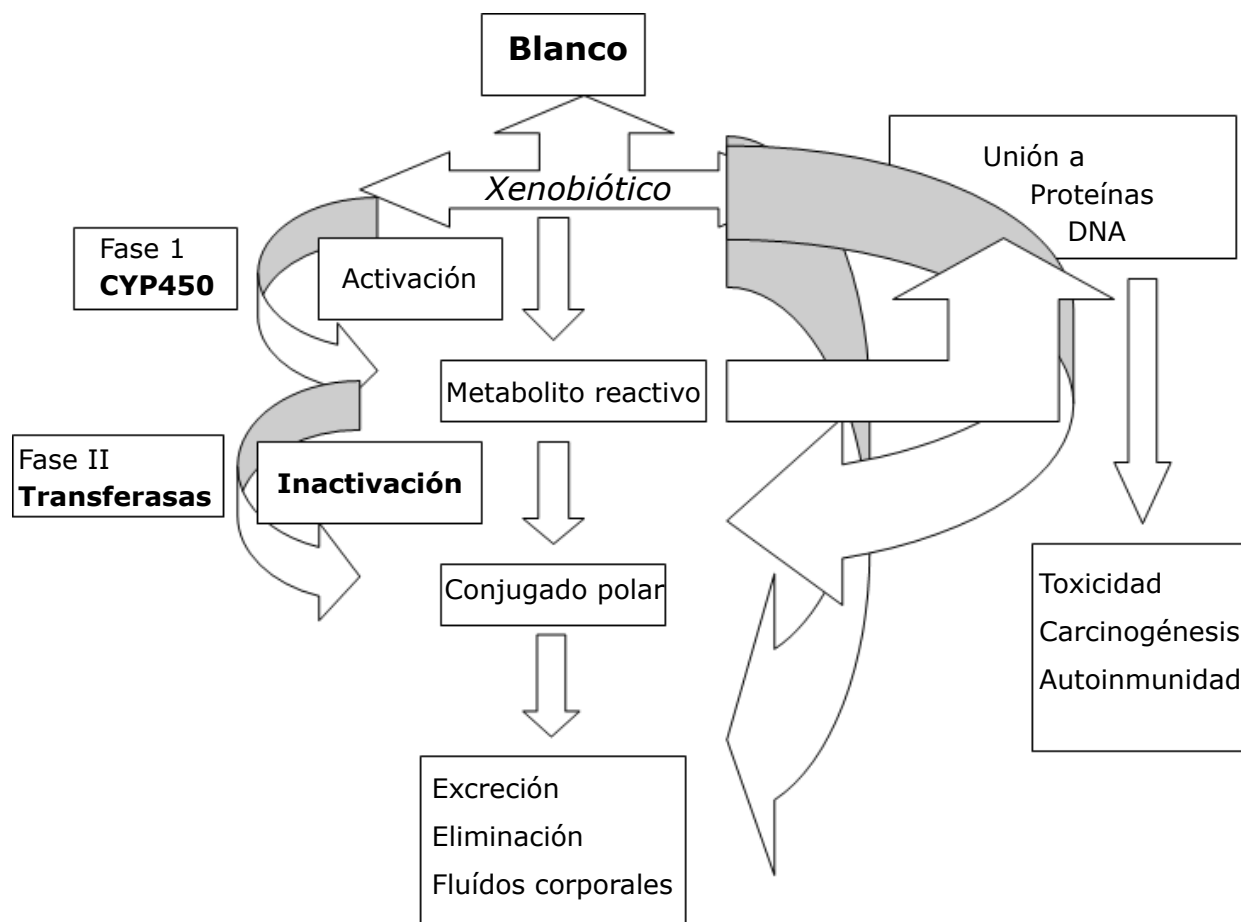 Blanco
Xenobiótico
Unión a
Proteínas
DNA
Fase 1
CYP450
Activación
Metabolito reactivo
Fase II
Transferasas
Inactivación
Conjugado polar
Toxicidad
Carcinogénesis
Autoinmunidad
Excreción
Eliminación
Fluídos corporales